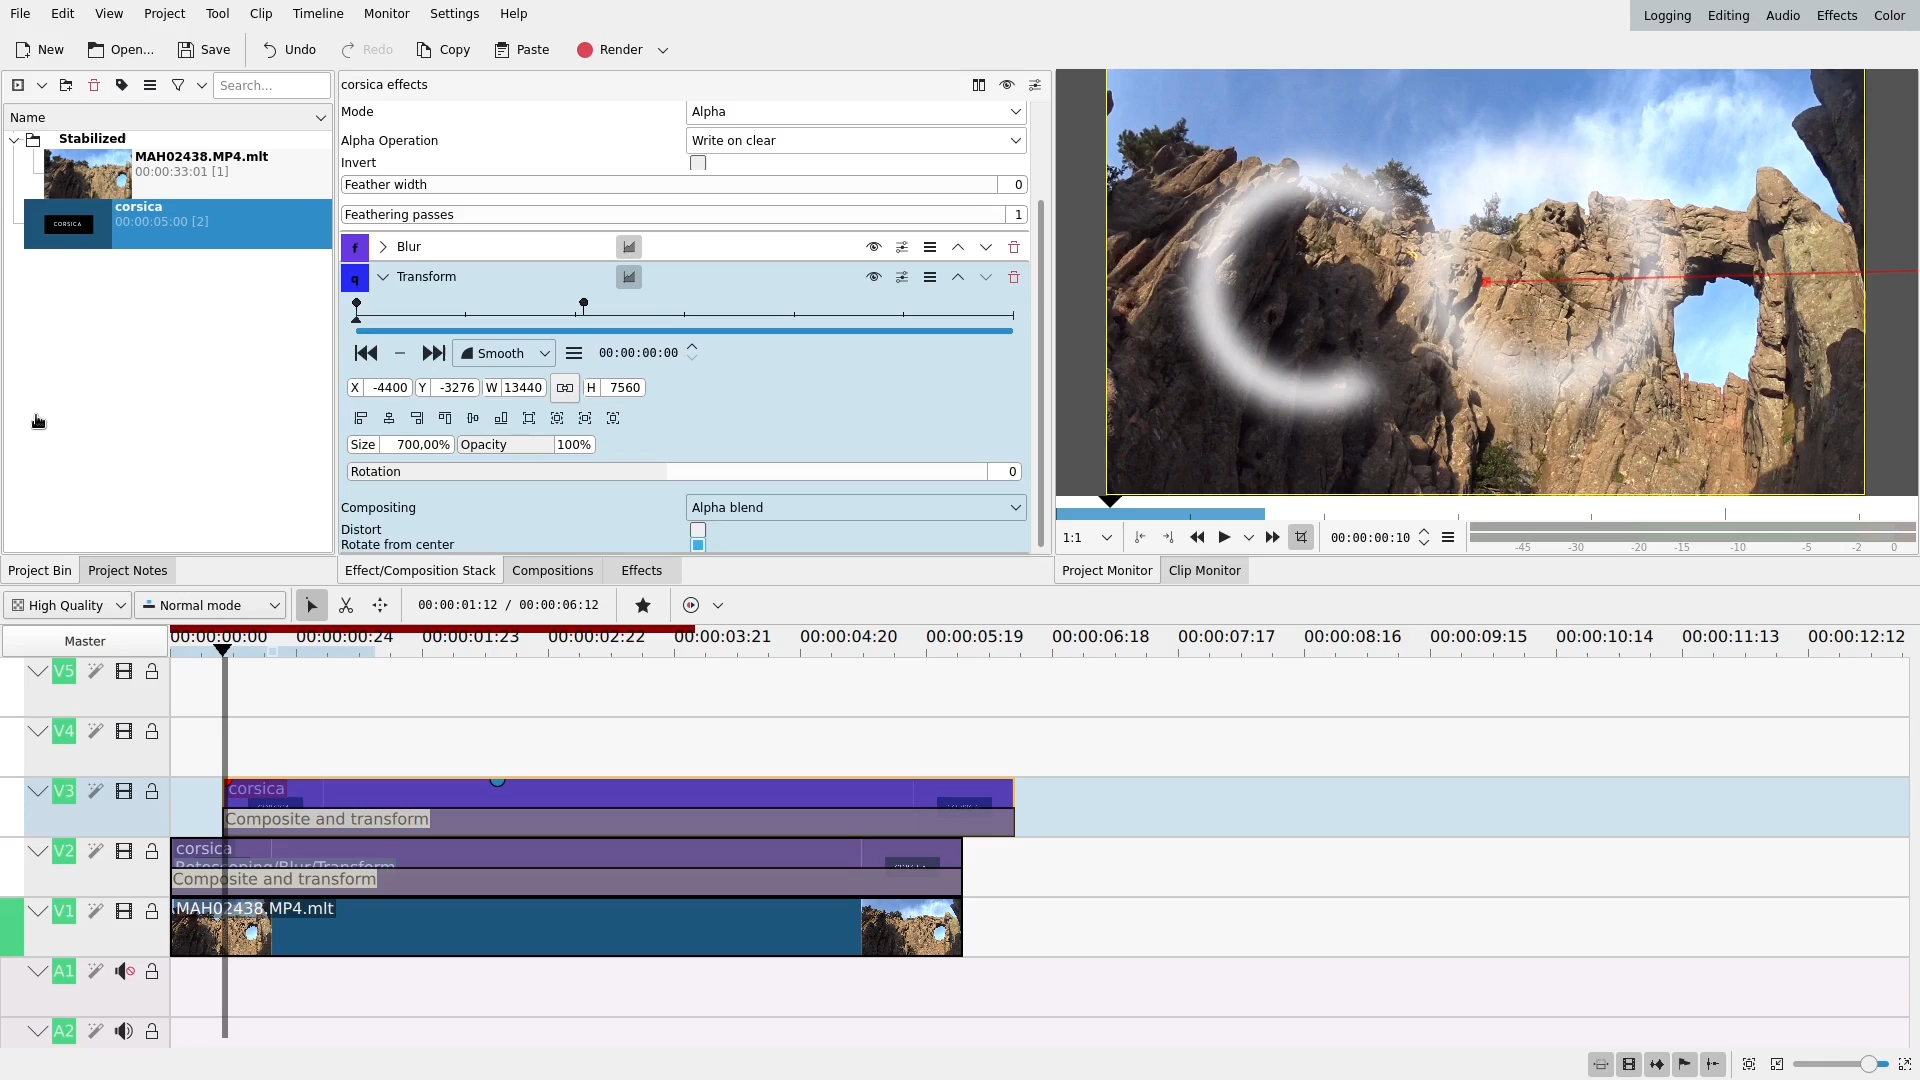 File Edit View Project Tool Clip Timeline Monitor Settings Help
Logging Editing Audio Effects Color
New Open... Save Undo Redo Copy Paste Render
Search...
Name
Stabilized
MAH02438.MP4.mlt
00:00:33:01 [1]
corsica
00:00:05:00 [2]
CORSICA
corsica effects
Mode Alpha
Alpha Operation Write on clear
Invert
Feather width 0
Feathering passes 1
f Blur
q Transform
Smooth 00:00:00:00
X -4400 Y -3276 W 13440 H 7560
Size 700,00% Opacity 100%
Rotation 0
Compositing Alpha blend
Distort
Rotate from center
1:1 00:00:00:10
-45 -30 -20 -15 -10 -5 -2 0
Project Bin Project Notes
Effect/Composition Stack Compositions Effects
Project Monitor Clip Monitor
High Quality Normal mode 00:00:01:12 / 00:00:06:12
Master
00:00:00:00 00:00:00:24 00:00:01:23 00:00:02:22 00:00:03:21 00:00:04:20 00:00:05:19 00:00:06:18 00:00:07:17 00:00:08:16 00:00:09:15 00:00:10:14 00:00:11:13 00:00:12:12
V5
V4
V3 corsica
Composite and transform
V2 corsica
Rotoscoping/Blur/Transform
Composite and transform
V1 MAH02438.MP4.mlt
A1
A2